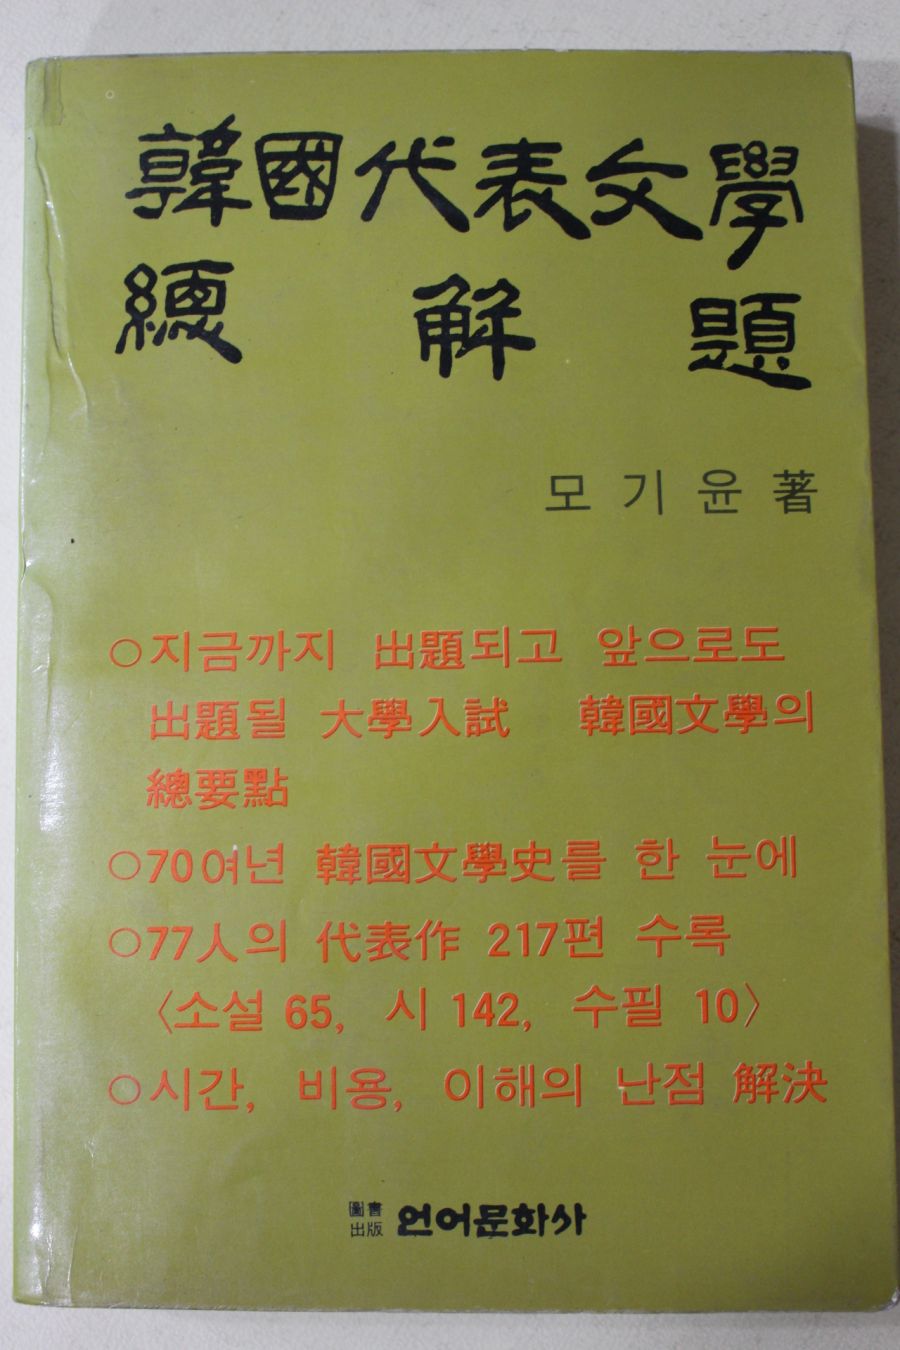 韓國代表文學
總解題
모기윤 著
○지금까지 出題되고 앞으로도
出題될 大學入試 韓國文學의
總要點
○70여년 韓國文學史를 한 눈에
○77人의 代表作 217편 수록
〈소설 65, 시 142, 수필 10〉
○시간, 비용, 이해의 난점 解決
圖書
出版 언어문화사